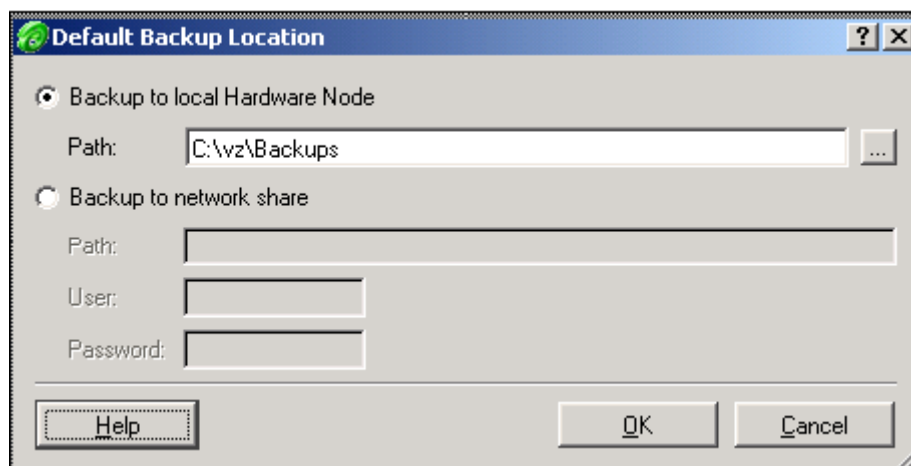 Default Backup Location
Backup to local Hardware Node
Path: C:\vz\Backups ...
Backup to network share
Path:
User:
Password:
Help OK Cancel